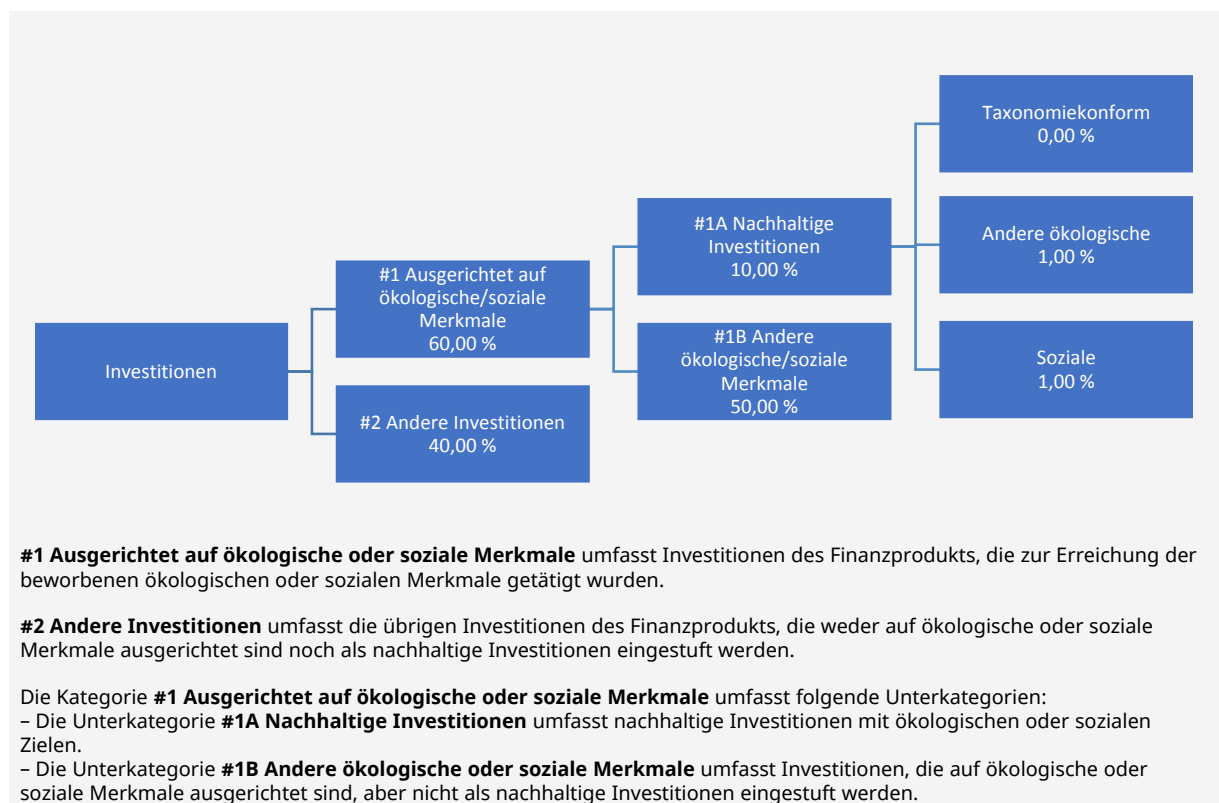 Taxonomiekonform
0,00 %
#1A Nachhaltige
Investitionen
10,00 %
Andere ökologische
1,00 %
#1 Ausgerichtet auf
ökologische/soziale
Merkmale
60,00 %
Investitionen
#1B Andere
ökologische/soziale
Merkmale
50,00 %
Soziale
1,00 %
#2 Andere Investitionen
40,00 %
#1 Ausgerichtet auf ökologische oder soziale Merkmale umfasst Investitionen des Finanzprodukts, die zur Erreichung der
beworbenen ökologischen oder sozialen Merkmale getätigt wurden.
#2 Andere Investitionen umfasst die übrigen Investitionen des Finanzprodukts, die weder auf ökologische oder soziale
Merkmale ausgerichtet sind noch als nachhaltige Investitionen eingestuft werden.
Die Kategorie #1 Ausgerichtet auf ökologische oder soziale Merkmale umfasst folgende Unterkategorien:
– Die Unterkategorie #1A Nachhaltige Investitionen umfasst nachhaltige Investitionen mit ökologischen oder sozialen
Zielen.
– Die Unterkategorie #1B Andere ökologische oder soziale Merkmale umfasst Investitionen, die auf ökologische oder
soziale Merkmale ausgerichtet sind, aber nicht als nachhaltige Investitionen eingestuft werden.